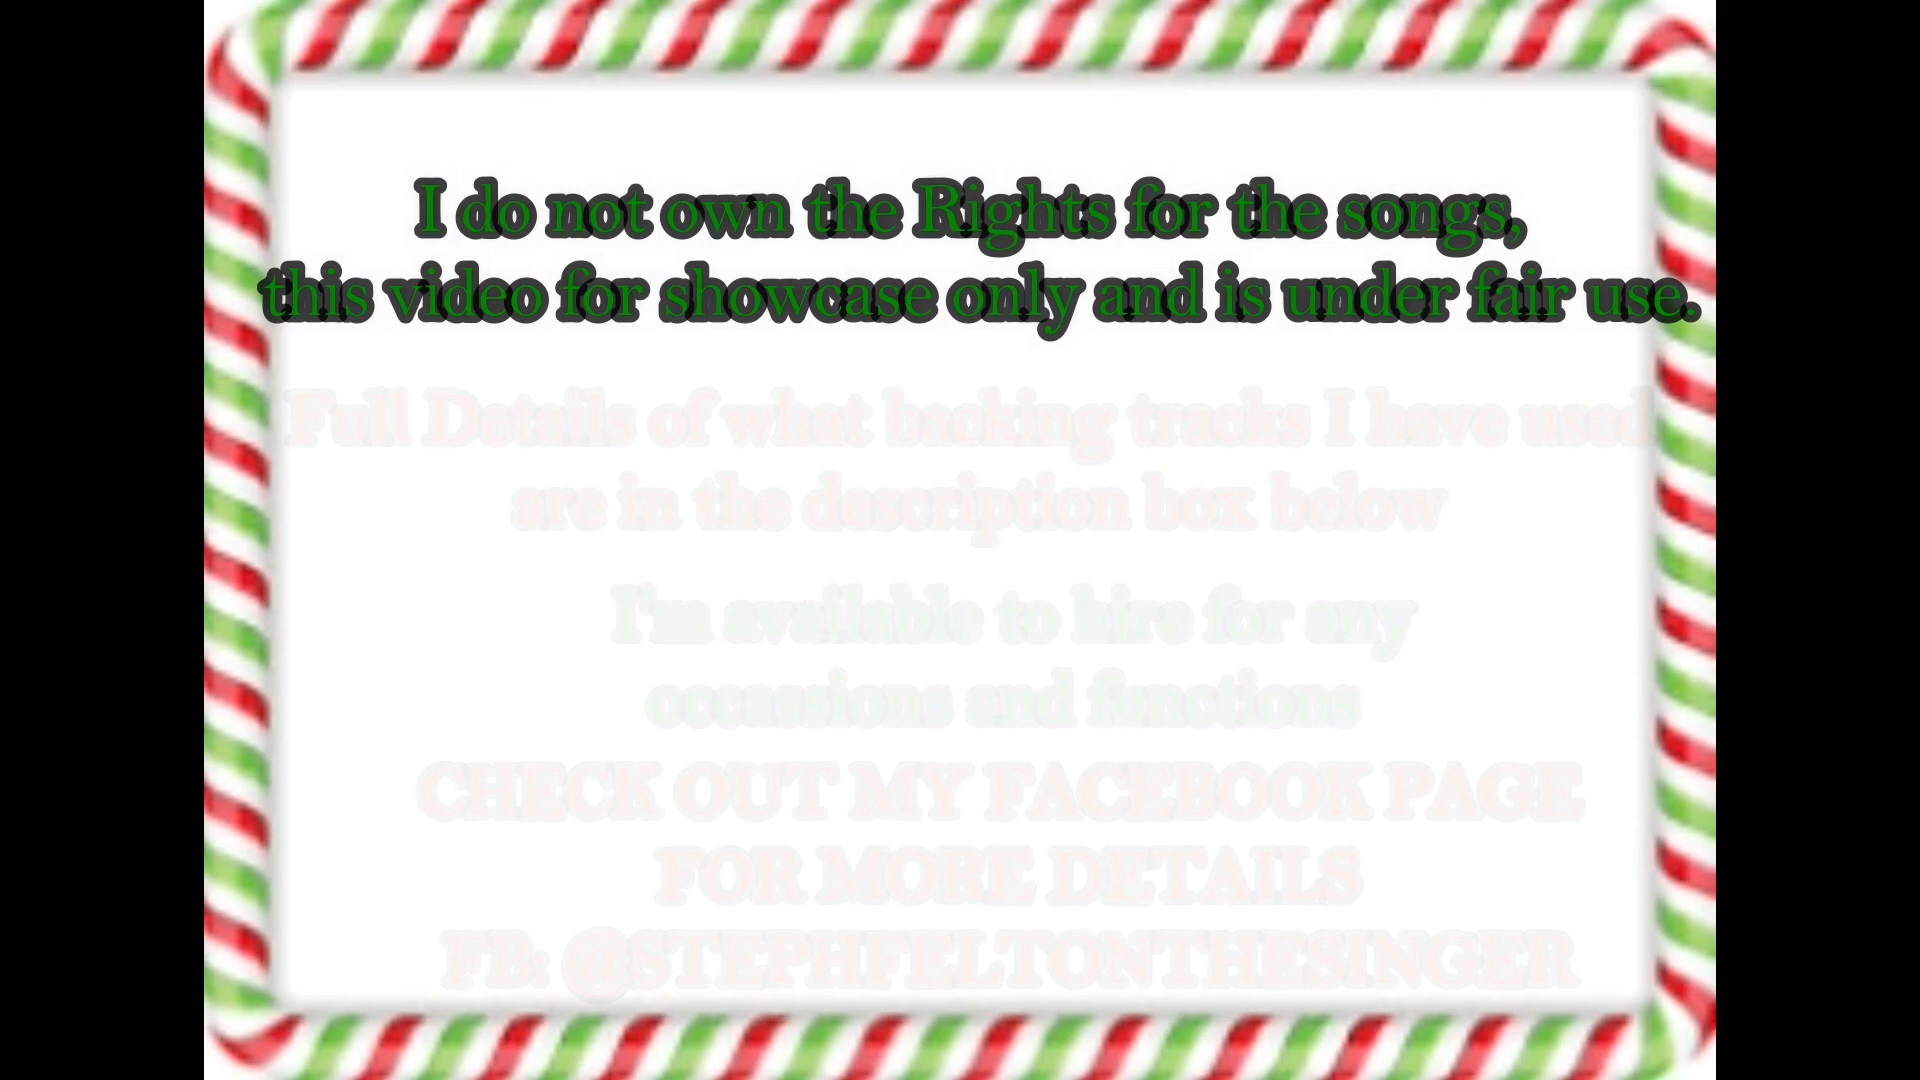 I do not own the Rights for the songs,
this video for showcase only and is under fair use.
Full Details of what backing tracks I have used
are in the description box below
I'm available to hire for any
occassions and functions
CHECK OUT MY FACEBOOK PAGE
FOR MORE DETAILS
FB: @STEPHFELTONTHESINGER